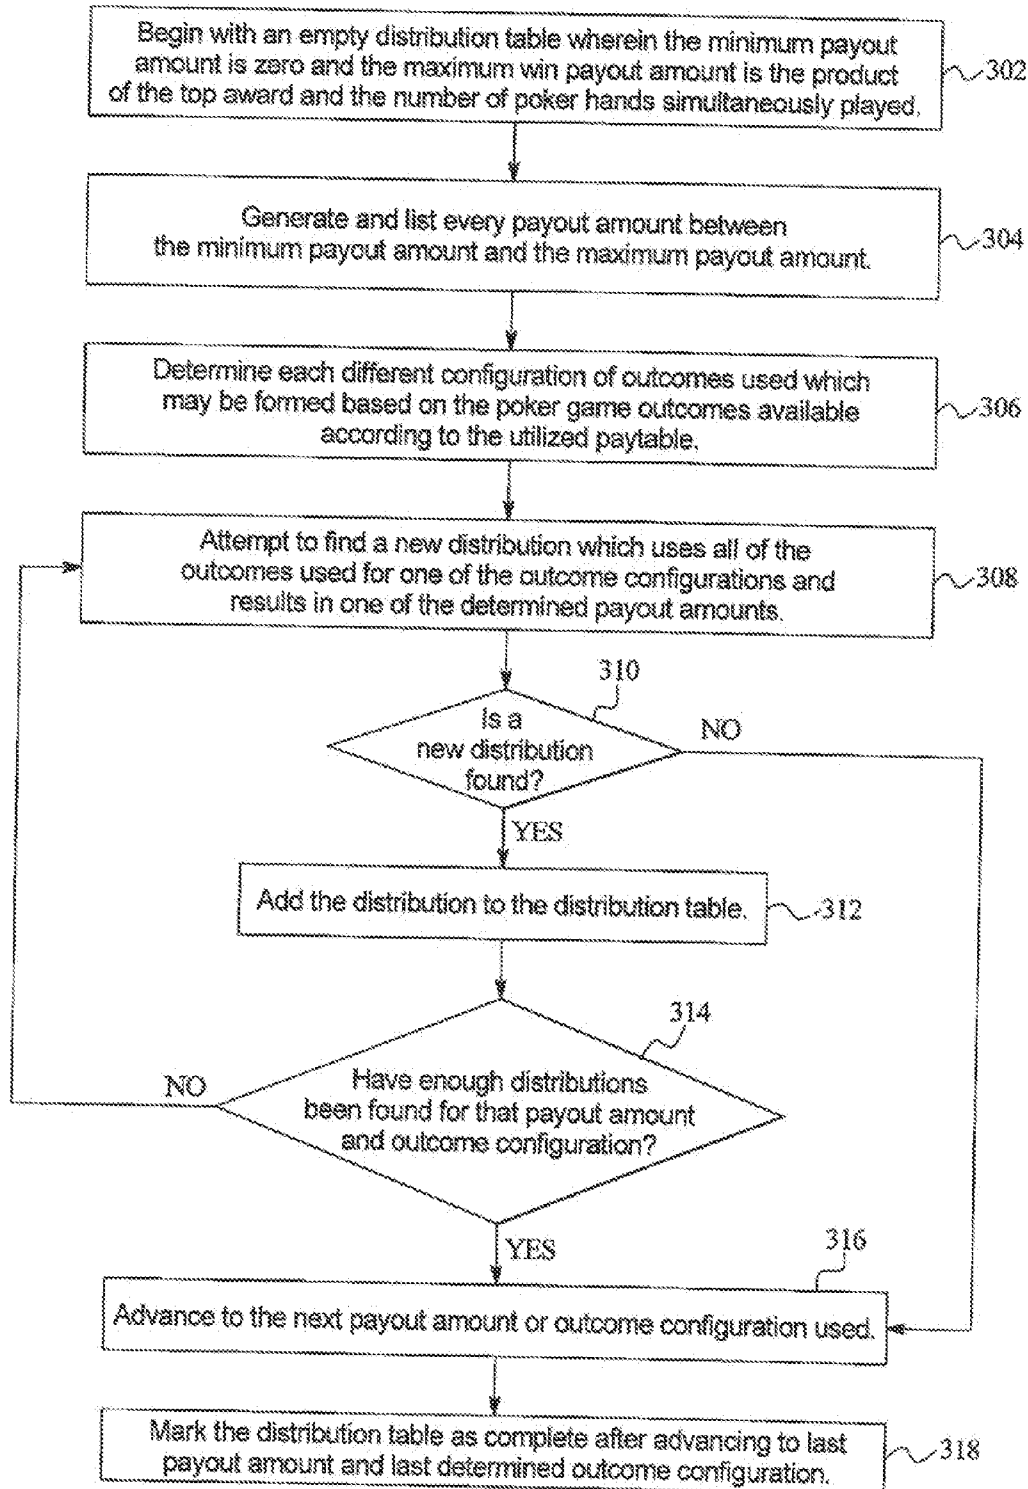 Begin with an empty distribution table wherein the minimum payout
amount is zero and the maximum win payout amount is the product
of the top award and the number of poker hands simultaneously played.
302
Generate and list every payout amount between
the minimum payout amount and the maximum payout amount.
304
Determine each different configuration of outcomes used which
may be formed based on the poker game outcomes available
according to the utilized paytable.
306
Attempt to find a new distribution which uses all of the
outcomes used for one of the outcome configurations and
results in one of the determined payout amounts.
308
310
Is a
new distribution
found?
NO
YES
Add the distribution to the distribution table.
312
314
Have enough distributions
been found for that payout amount
and outcome configuration?
NO
YES
316
Advance to the next payout amount or outcome configuration used.
Mark the distribution table as complete after advancing to last
payout amount and last determined outcome configuration.
318